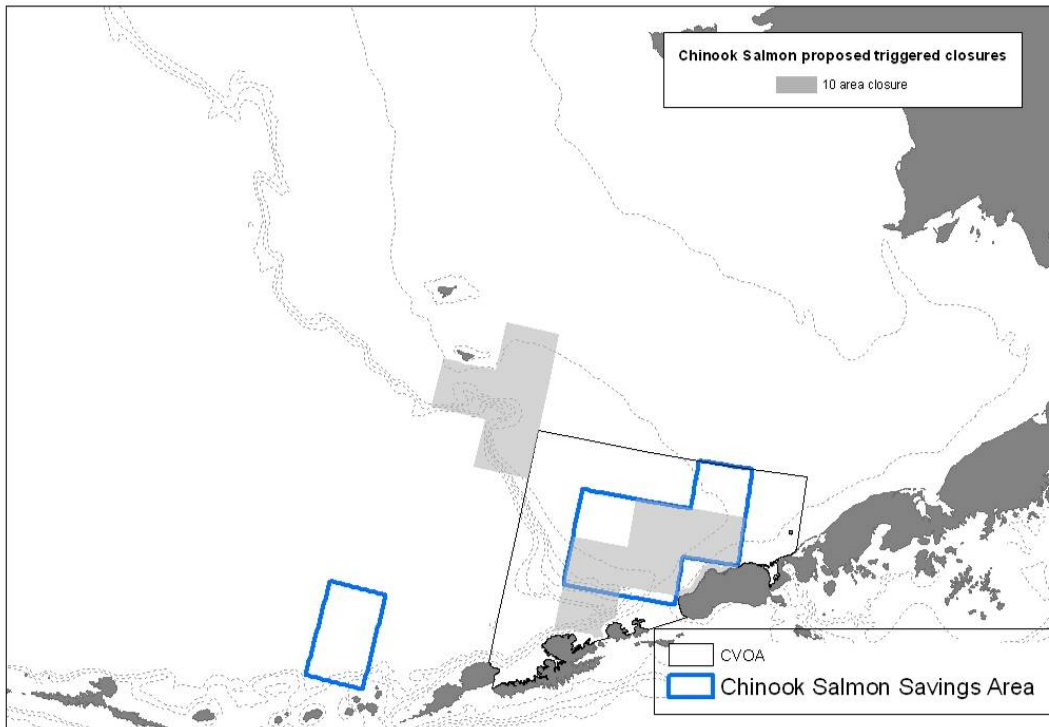 Chinook Salmon proposed triggered closures
10 area closure
CVOA
Chinook Salmon Savings Area